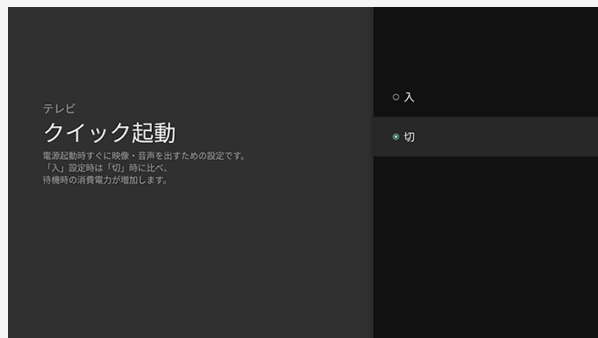 テレビ
クイック起動
電源起動時すぐに映像・音声を出すための設定です。
「入」設定時は「切」時に比べ、
待機時の消費電力が増加します。
入
切